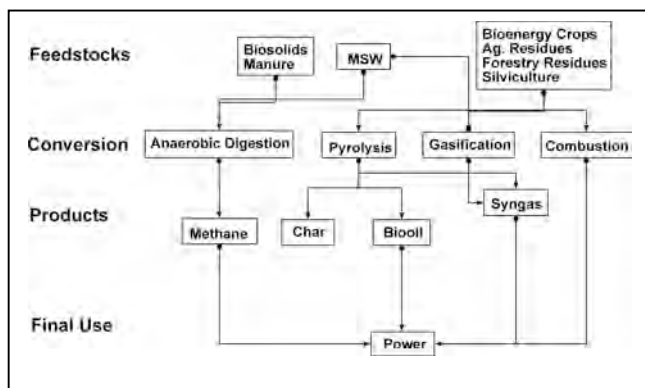 Feedstocks
Biosolids
Manure
MSW
Bioenergy Crops
Ag. Residues
Forestry Residues
Silviculture
Conversion
Anaerobic Digestion
Pyrolysis
Gasification
Combustion
Products
Methane
Char
Biooil
Syngas
Final Use
Power